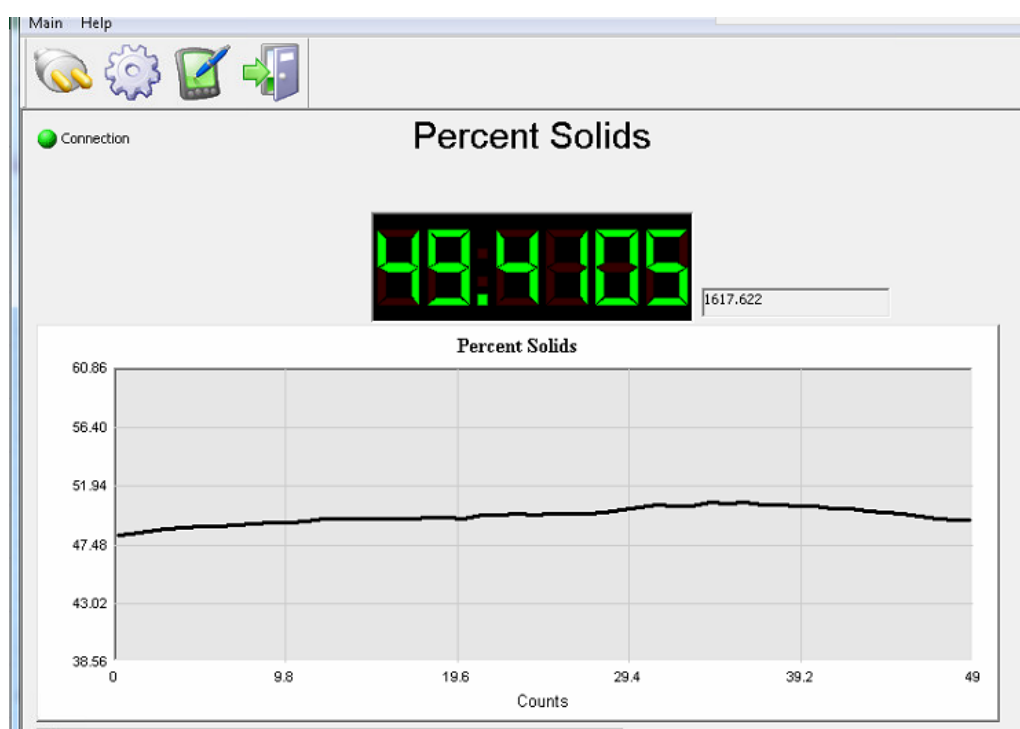 Main Help
Connection
Percent Solids
49.4105
1617.622
Percent Solids
60.86
56.40
51.94
47.48
43.02
38.56
0 9.8 19.6 29.4 39.2 49
Counts